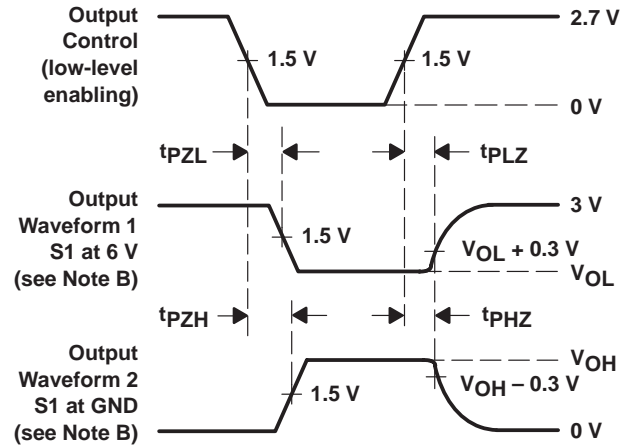 Output
Control
(low-level
enabling)
2.7 V
1.5 V
1.5 V
0 V
tPZL
tPLZ
Output
Waveform 1
S1 at 6 V
(see Note B)
3 V
1.5 V
VOL + 0.3 V
VOL
tPZH
tPHZ
Output
Waveform 2
S1 at GND
(see Note B)
VOH
1.5 V
VOH – 0.3 V
0 V